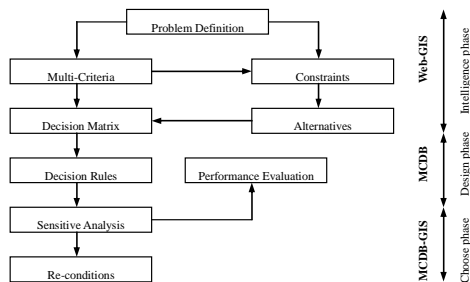 Problem Definition
Multi-Criteria
Constraints
Decision Matrix
Alternatives
Decision Rules
Performance Evaluation
Sensitive Analysis
Re-conditions
Web-GIS
Intelligence phase
MCDB
Design phase
MCDB-GIS
Choose phase